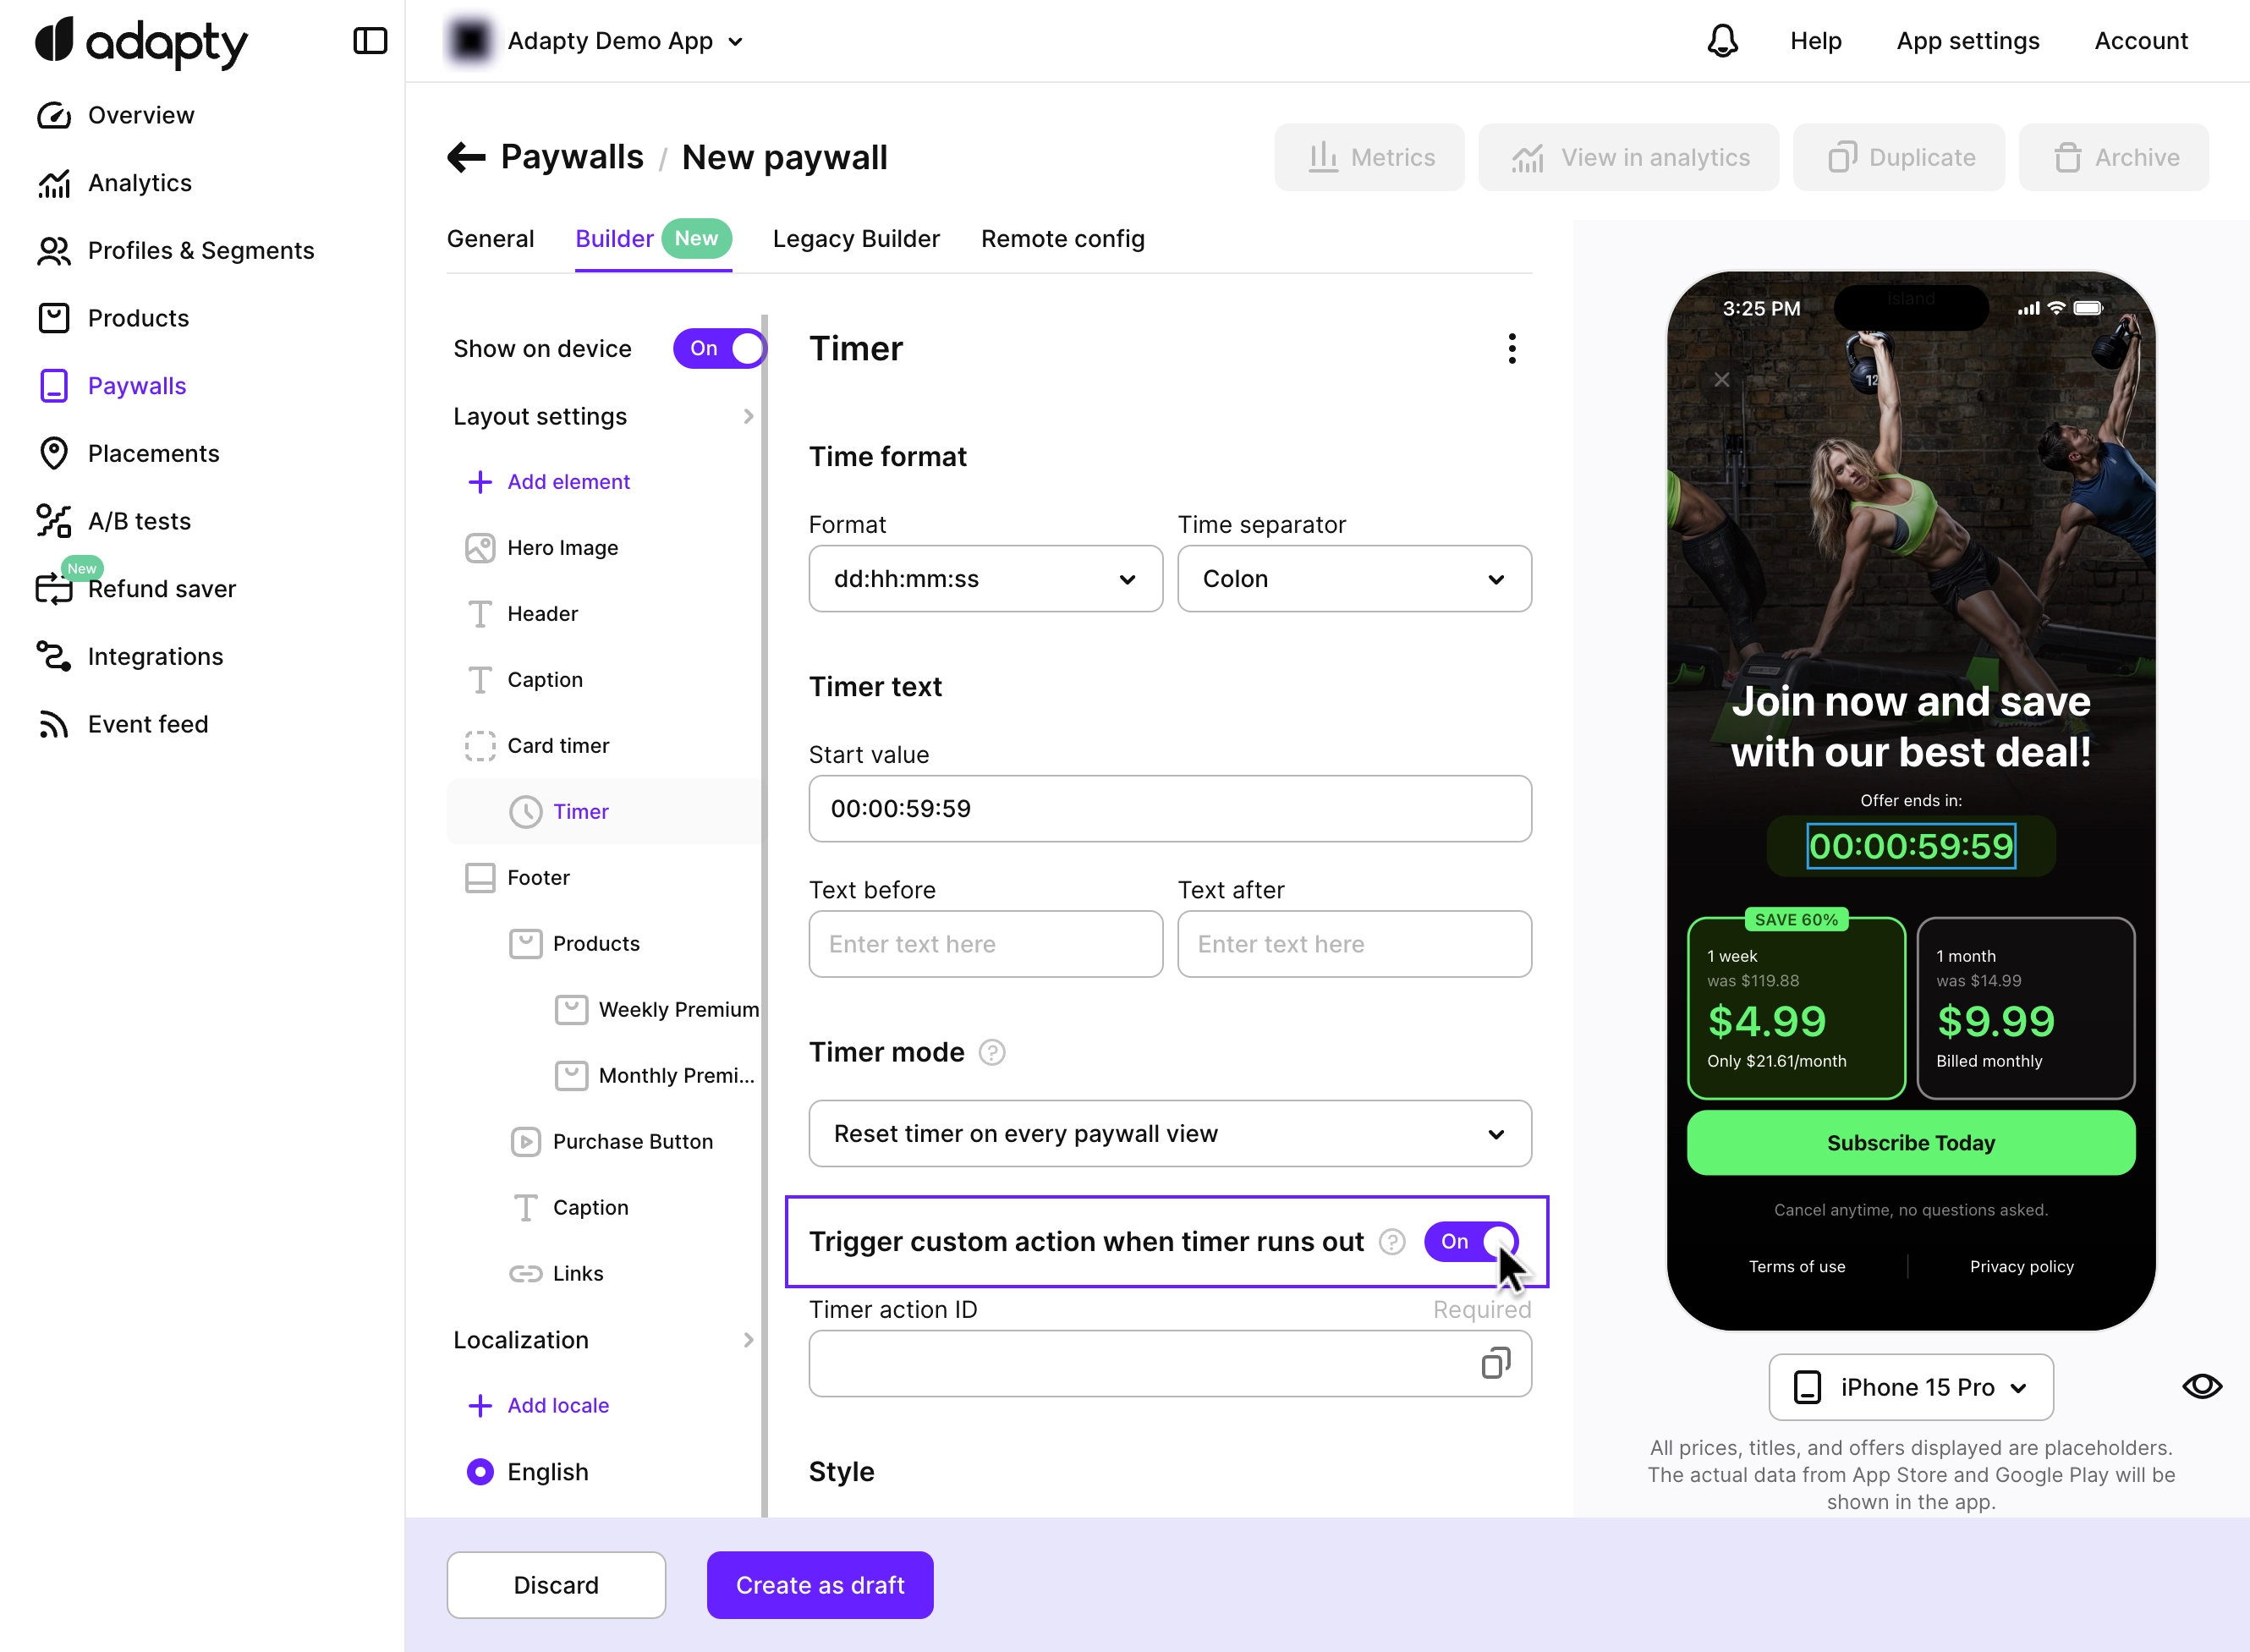 adapty
Adapty Demo App
Help
App settings
Account
Overview
Analytics
Profiles & Segments
Products
Paywalls
Placements
A/B tests
New
Refund saver
Integrations
Event feed
Paywalls / New paywall
Metrics
View in analytics
Duplicate
Archive
General
Builder New
Legacy Builder
Remote config
Show on device On
Layout settings
Add element
Hero Image
Header
Caption
Card timer
Timer
Footer
Products
Weekly Premium
Monthly Premi...
Purchase Button
Caption
Links
Localization
Add locale
English
Timer
Time format
Format
Time separator
dd:hh:mm:ss
Colon
Timer text
Start value
00:00:59:59
Text before
Text after
Enter text here
Enter text here
Timer mode ?
Reset timer on every paywall view
Trigger custom action when timer runs out ? On
Timer action ID
Required
Style
3:25 PM
island
12
Join now and save
with our best deal!
Offer ends in:
00:00:59:59
SAVE 60%
1 week
was $119.88
$4.99
Only $21.61/month
1 month
was $14.99
$9.99
Billed monthly
Subscribe Today
Cancel anytime, no questions asked.
Terms of use
Privacy policy
iPhone 15 Pro
All prices, titles, and offers displayed are placeholders.
The actual data from App Store and Google Play will be
shown in the app.
Discard
Create as draft